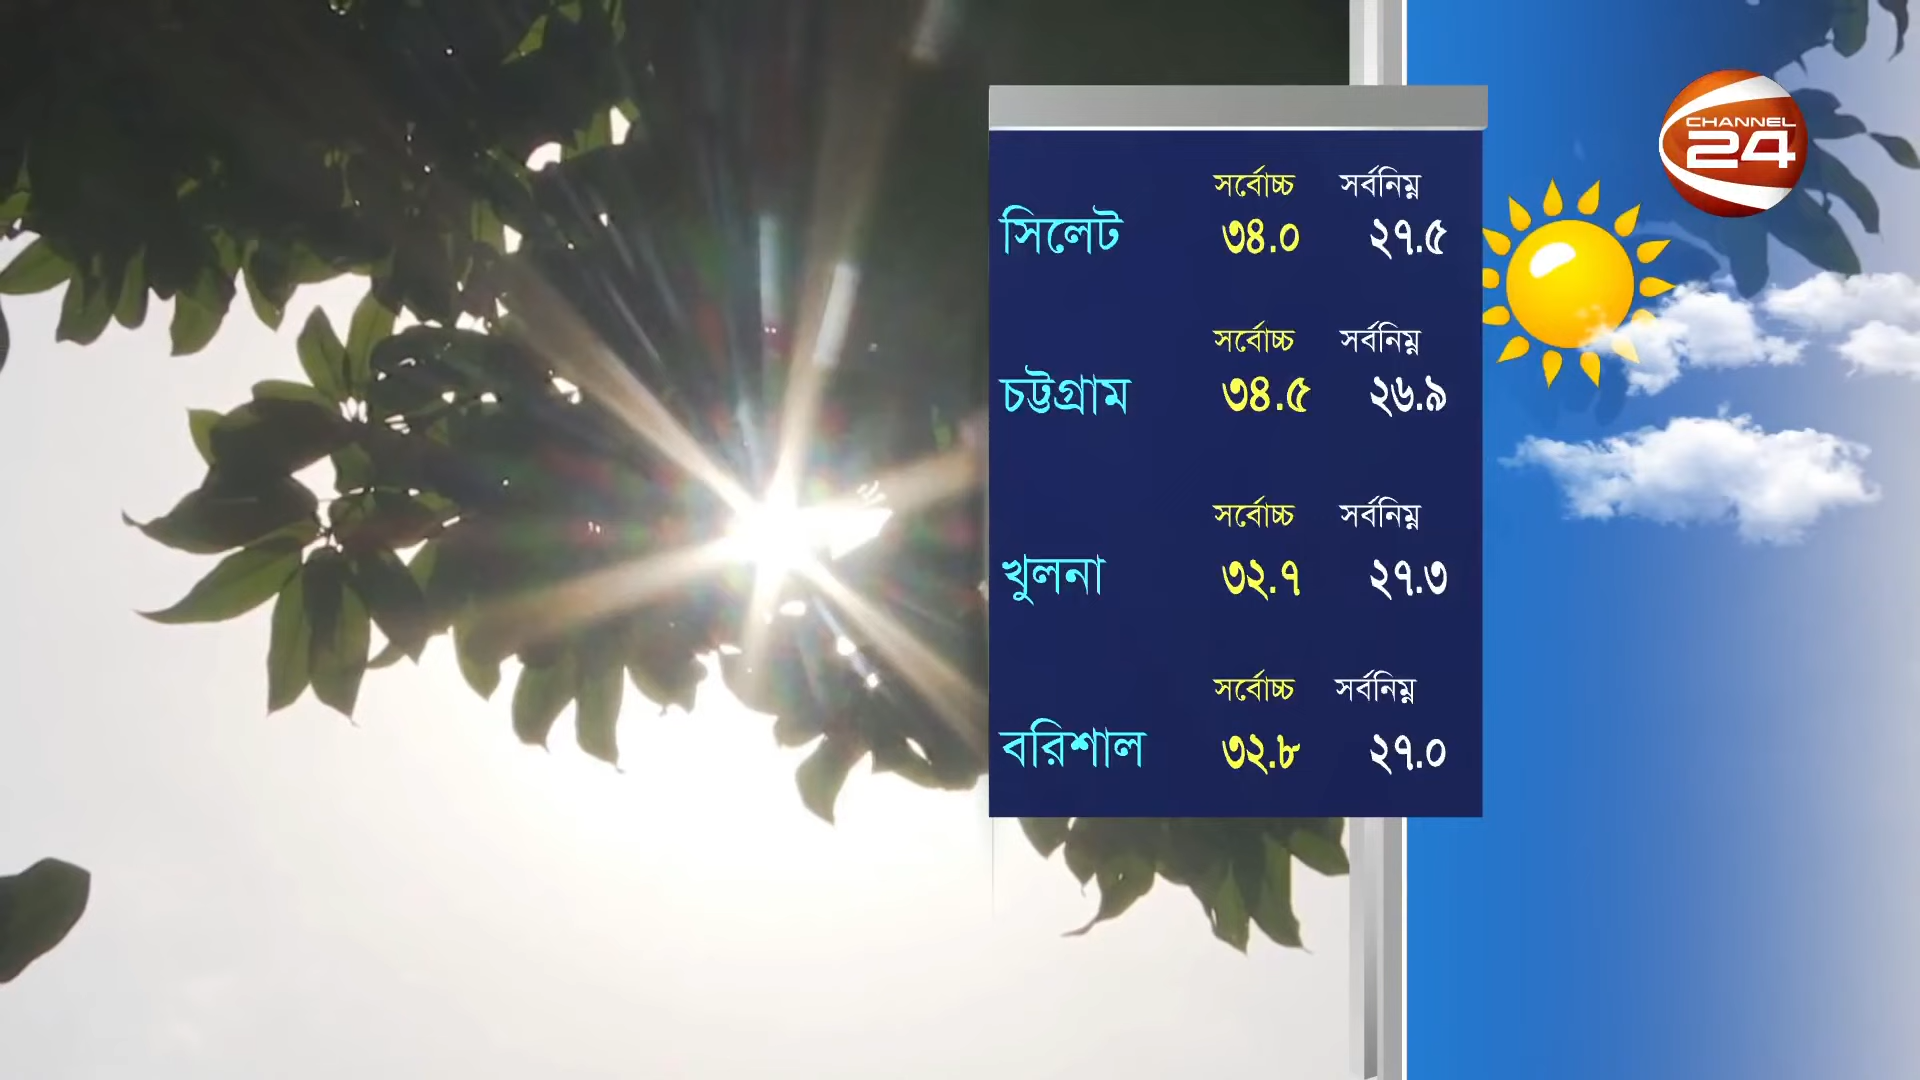 CHANNEL
24
সর্বোচ্চ সর্বনিম্ন
সিলেট ৩৪.০ ২৭.৫
সর্বোচ্চ সর্বনিম্ন
চট্টগ্রাম ৩৪.৫ ২৬.৯
সর্বোচ্চ সর্বনিম্ন
খুলনা ৩২.৭ ২৭.৩
সর্বোচ্চ সর্বনিম্ন
বরিশাল ৩২.৮ ২৭.০